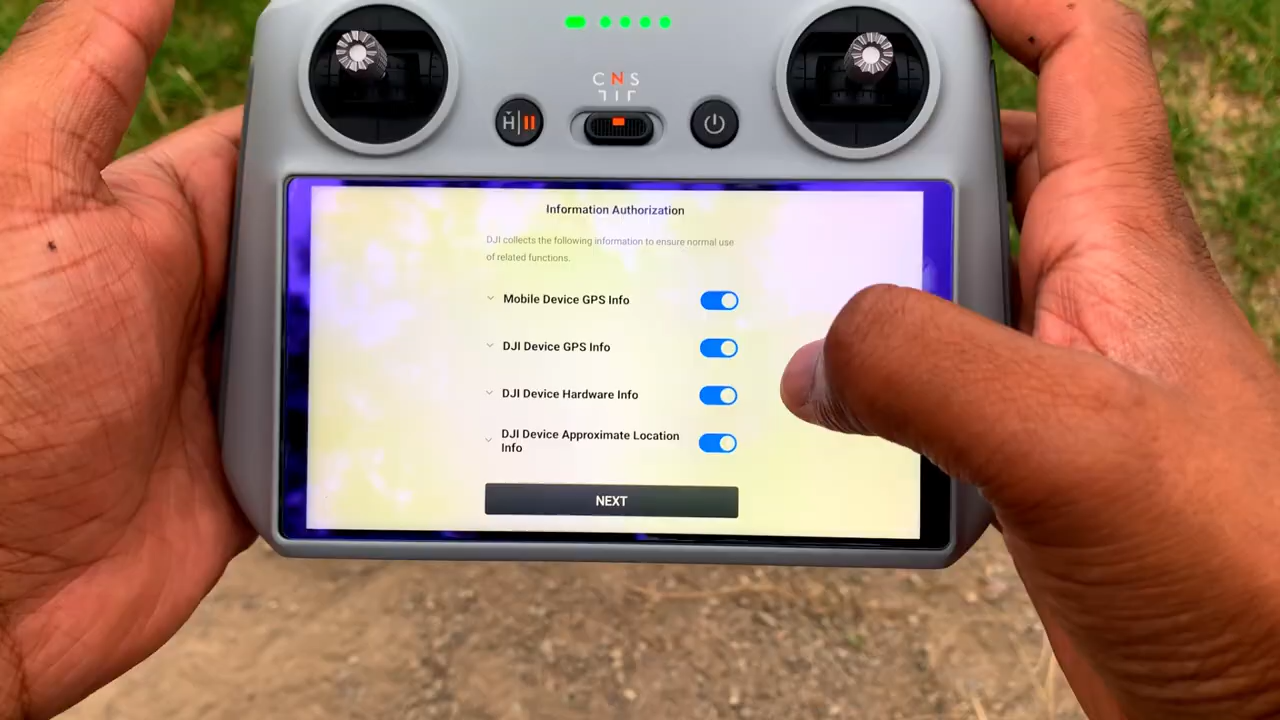 C N S
H
Information Authorization
DJI collects the following information to ensure normal use
of related functions.
Mobile Device GPS Info
DJI Device GPS Info
DJI Device Hardware Info
DJI Device Approximate Location
Info
NEXT